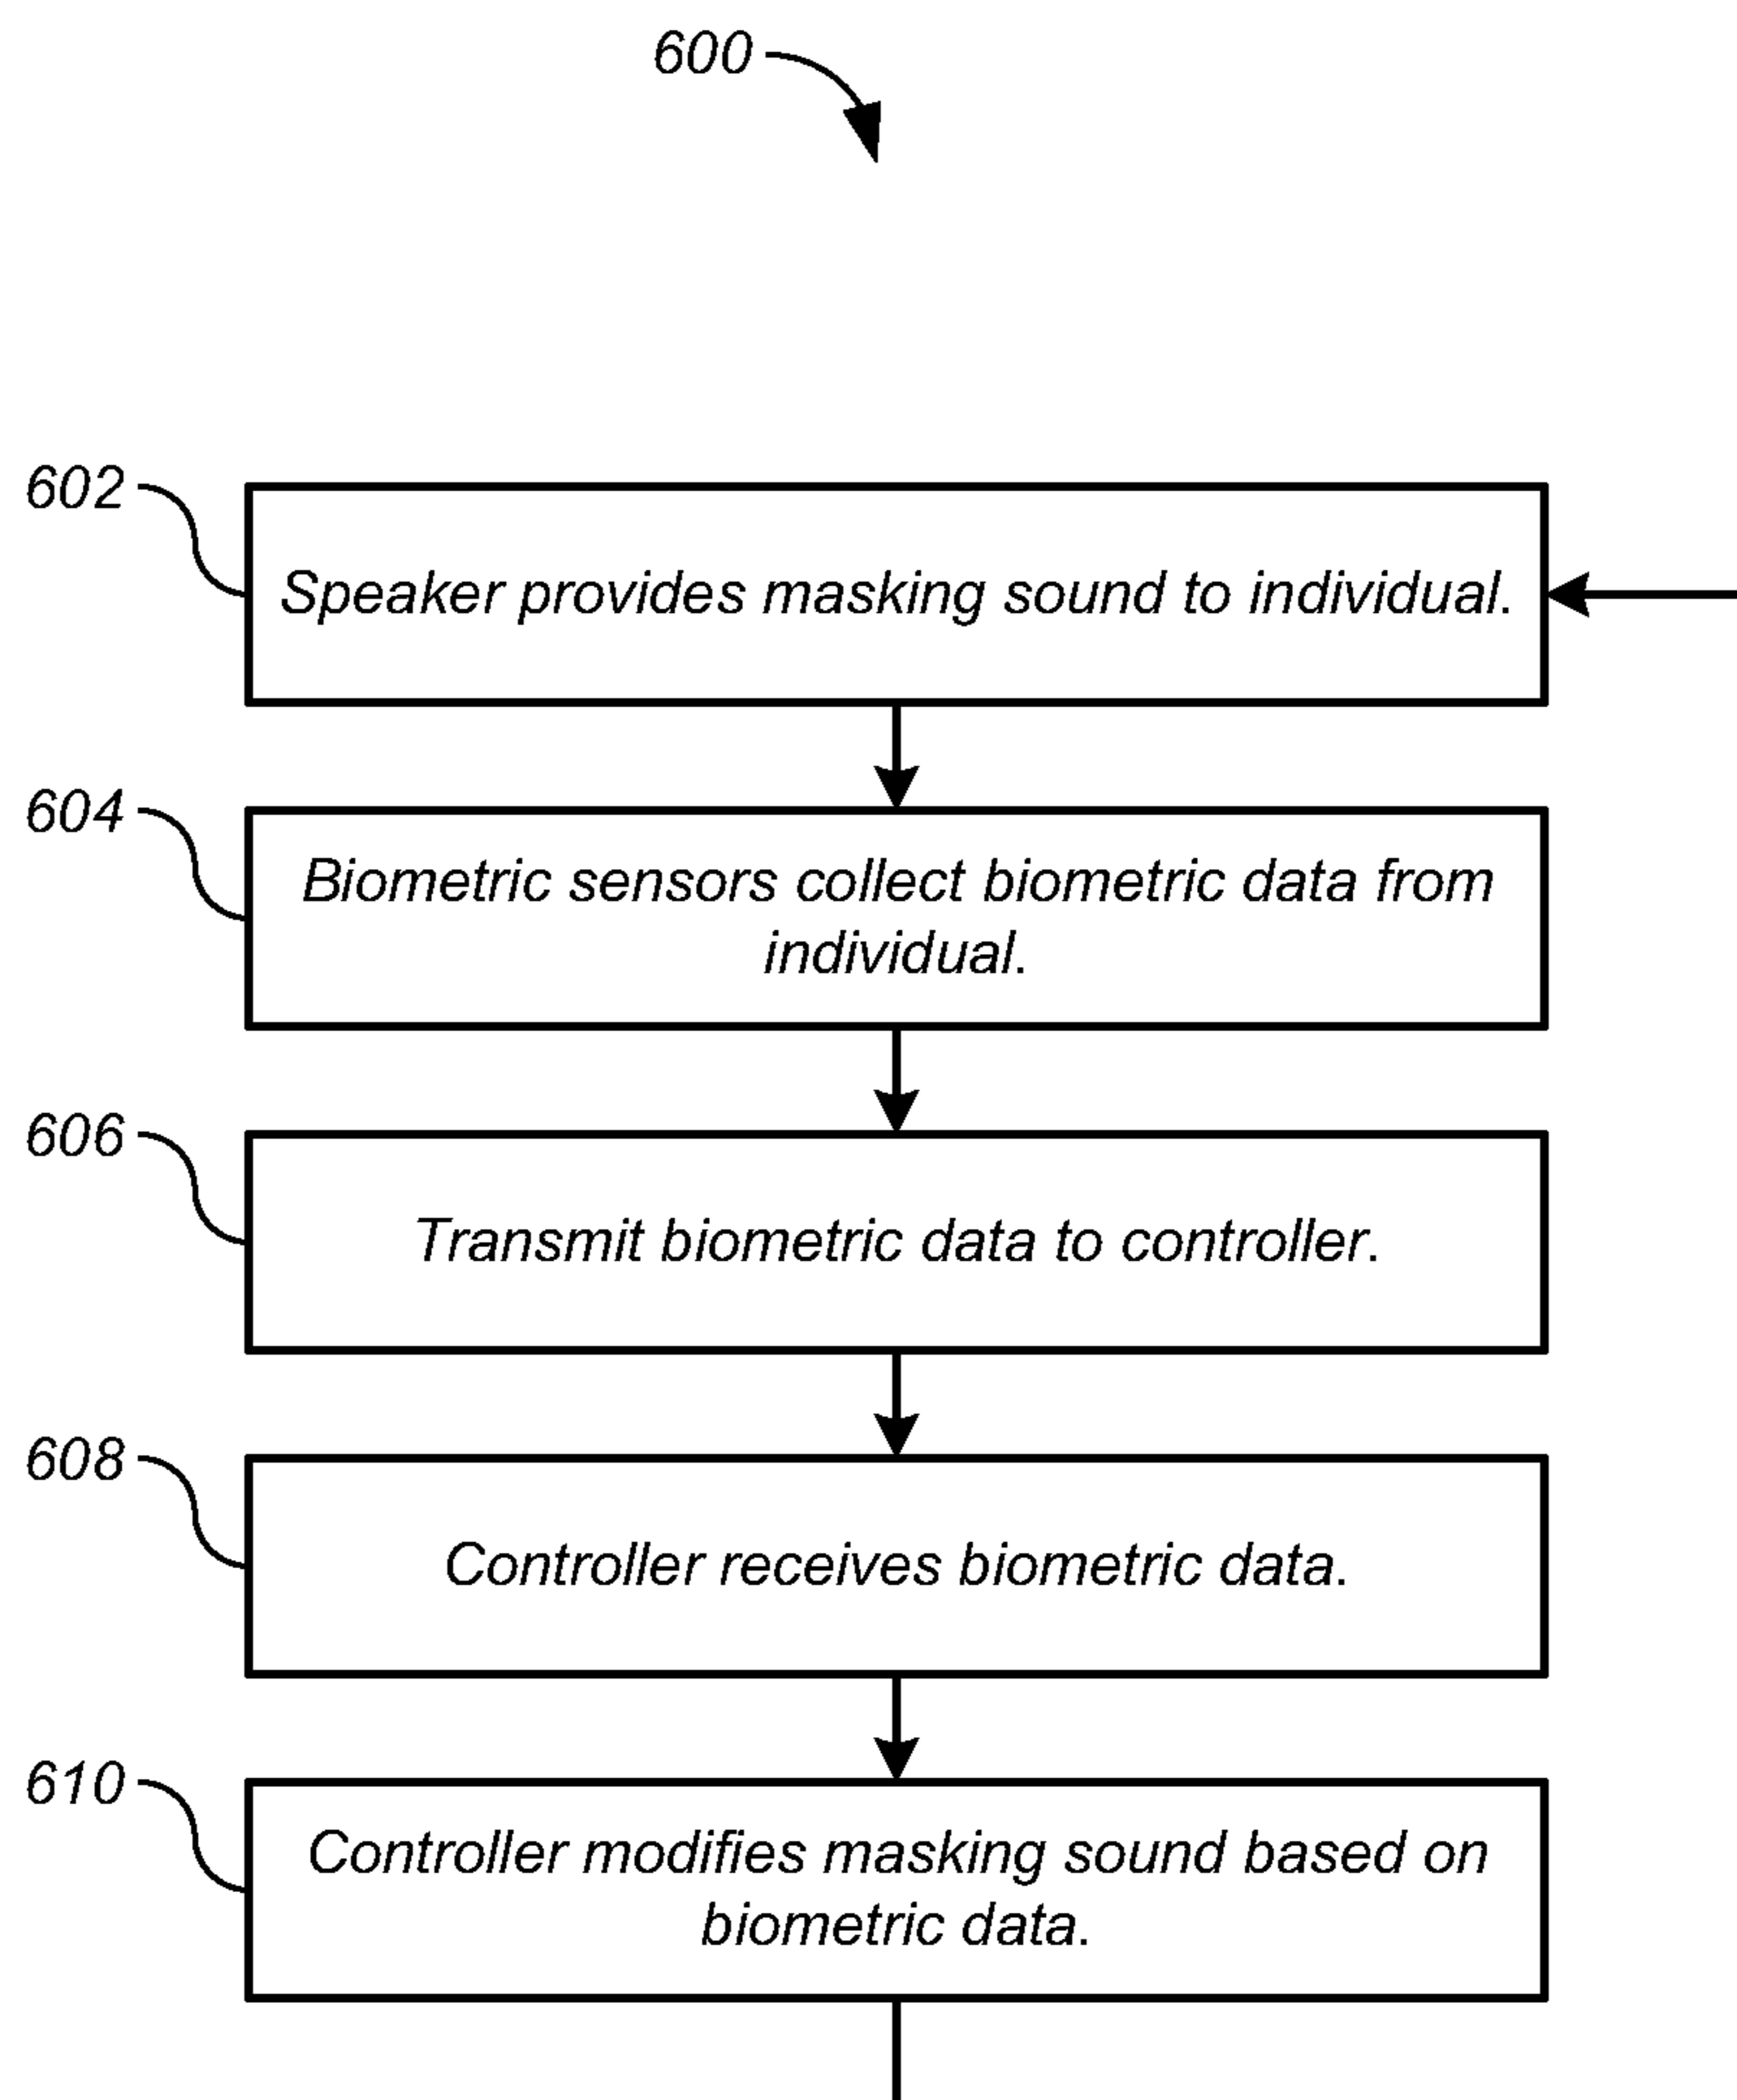 600
602
Speaker provides masking sound to individual.
604
Biometric sensors collect biometric data from
individual.
606
Transmit biometric data to controller.
608
Controller receives biometric data.
610
Controller modifies masking sound based on
biometric data.